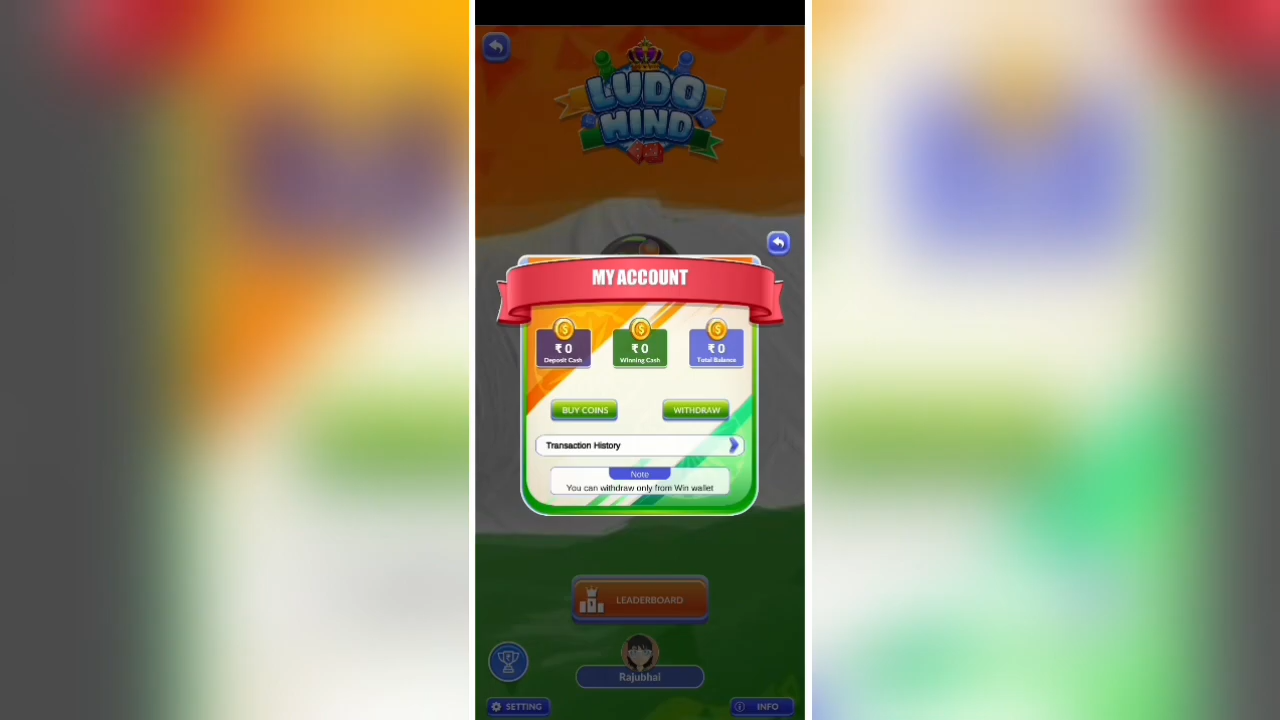 LUDO
HIND
MY ACCOUNT
₹ 0
Deposit Cash
₹ 0
Winning Cash
₹ 0
Total Balance
BUY COINS
WITHDRAW
Transaction History
Note
You can withdraw only from Win wallet
LEADERBOARD
Rajubhai
SETTING
INFO